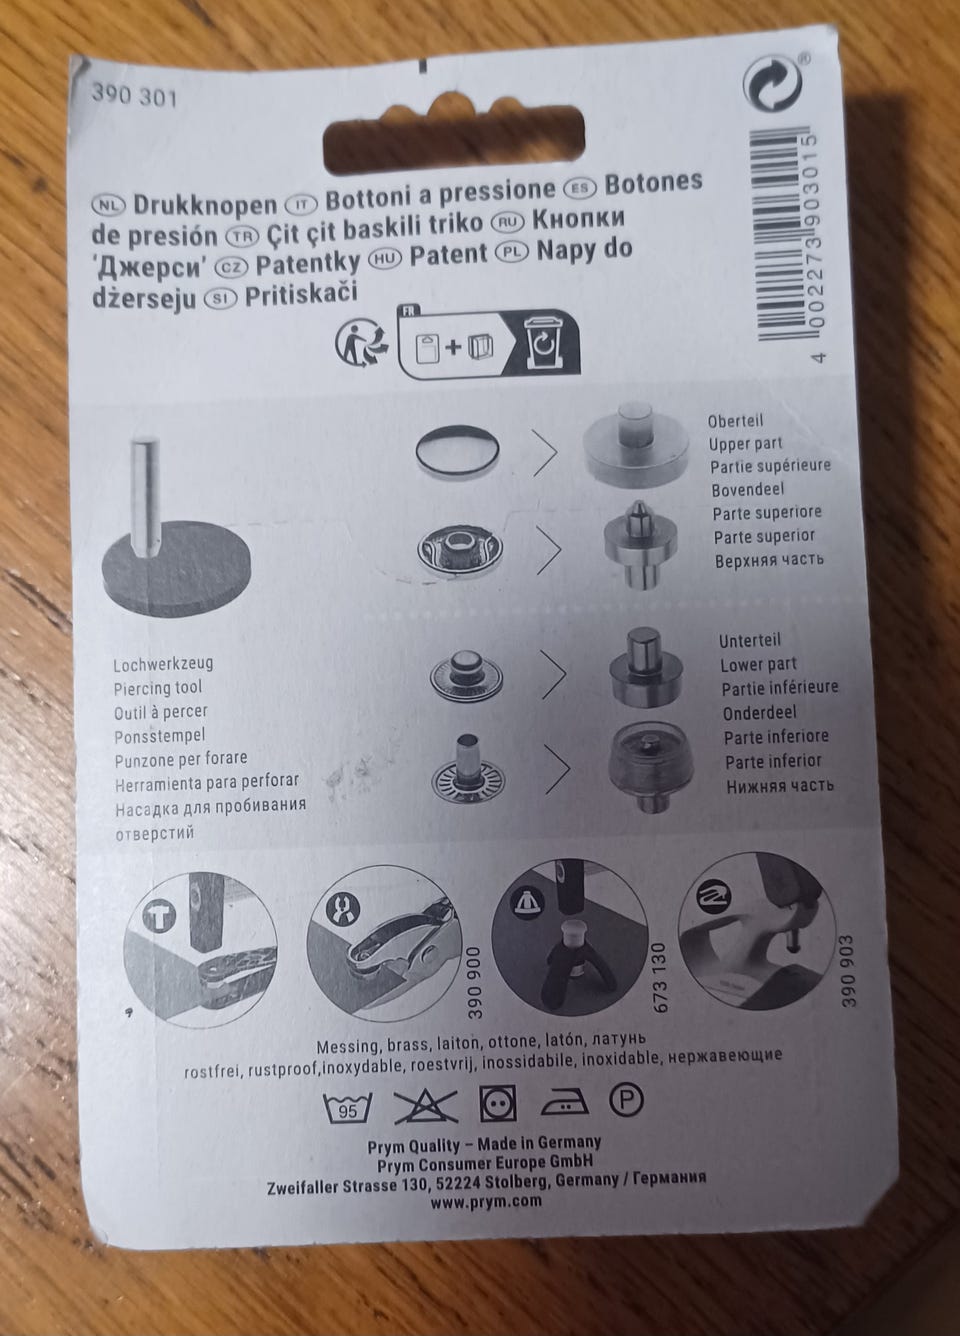 390 301
®
4 002273 903015
NL Drukknopen IT Bottoni a pressione ES Botones
de presión TR Çit çit baskili triko RU Кнопки
'Джерси' CZ Patentky HU Patent PL Napy do
dżerseju SI Pritiskači
FR
+
Oberteil
Upper part
Partie supérieure
Bovendeel
Parte superiore
Parte superior
Верхняя часть
Lochwerkzeug
Piercing tool
Outil à percer
Ponsstempel
Punzone per forare
Herramienta para perforar
Насадка для пробивания
отверстий
Unterteil
Lower part
Partie inférieure
Onderdeel
Parte inferiore
Parte inferior
Нижняя часть
390 900
673 130
390 903
Messing, brass, laiton, ottone, latón, латунь
rostfrei, rustproof,inoxydable, roestvrij, inossidabile, inoxidable, нержавеющие
95
P
Prym Quality – Made in Germany
Prym Consumer Europe GmbH
Zweifaller Strasse 130, 52224 Stolberg, Germany / Германия
www.prym.com